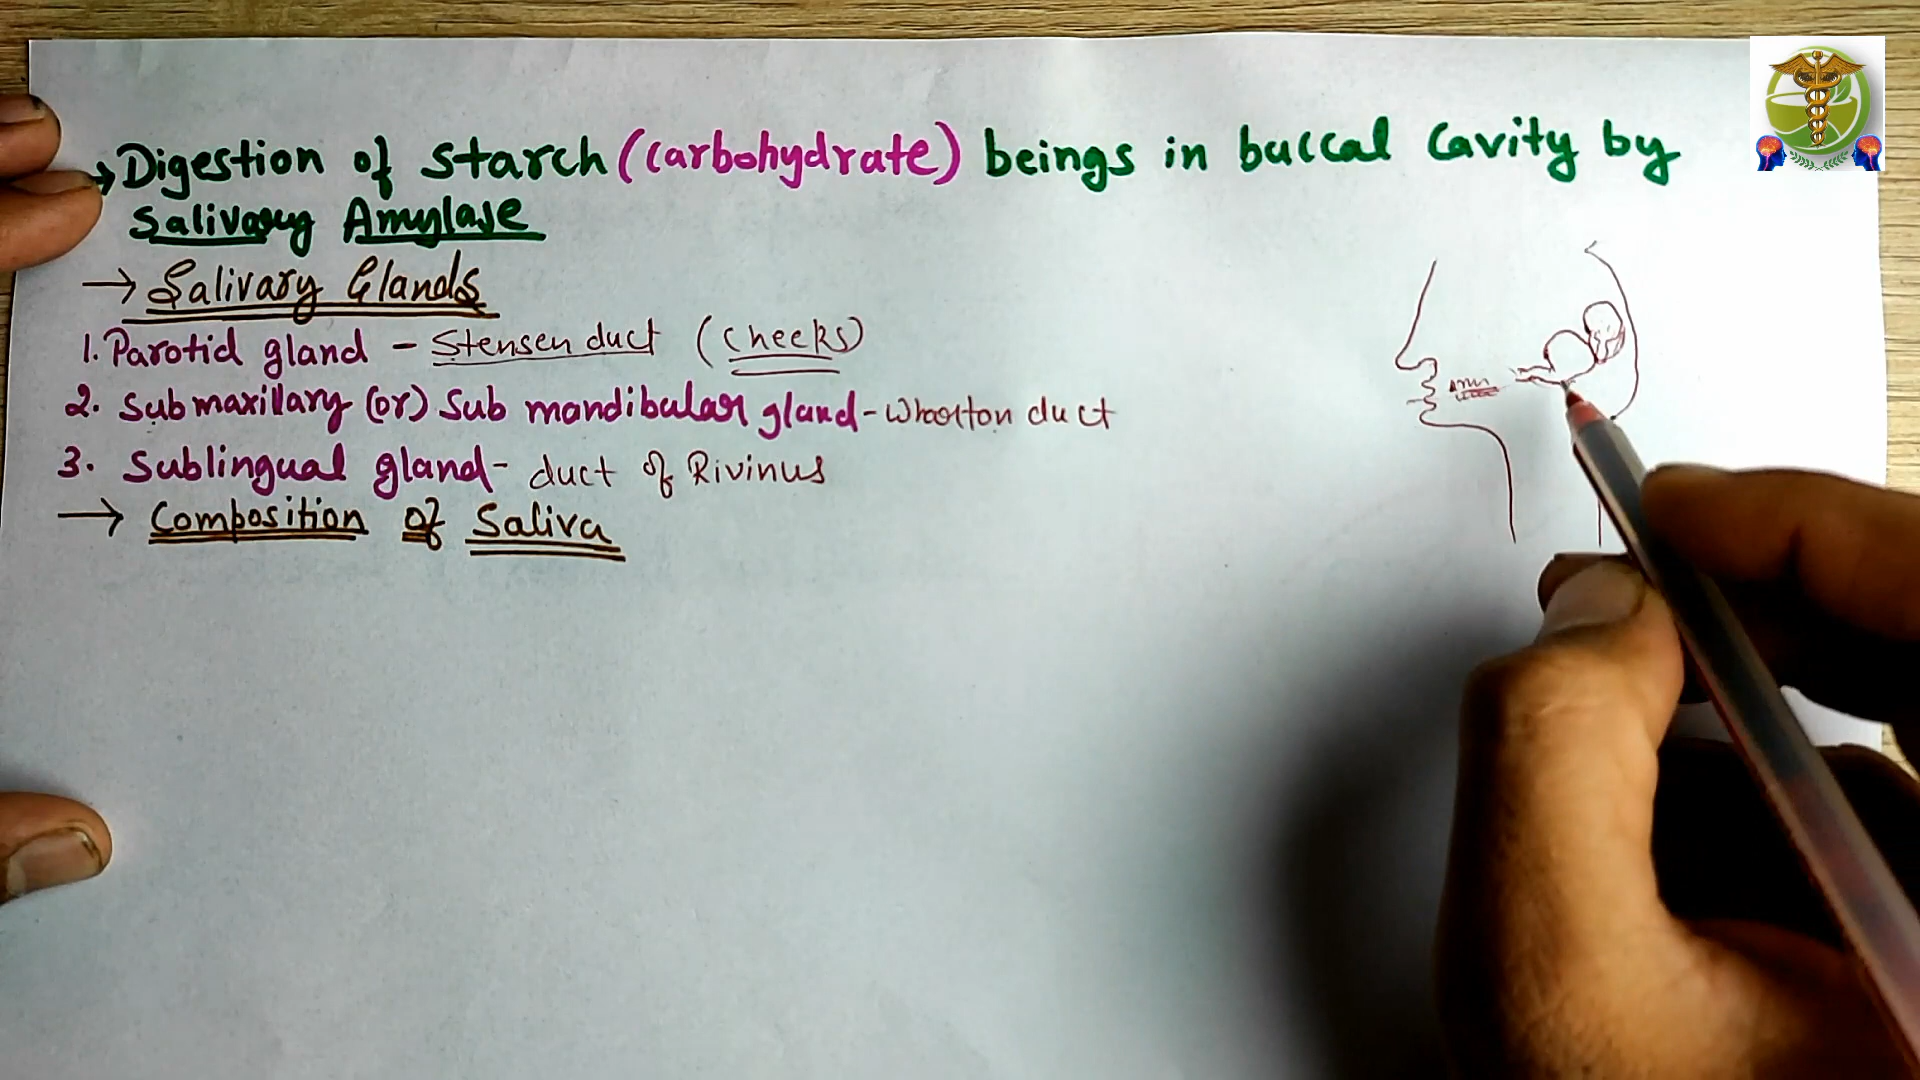 → Digestion of starch (carbohydrate) beings in buccal cavity by
Salivary Amylase
→ Salivary Glands
1. Parotid gland - Stensen duct (Cheeks)
2. Submaxillary (or) Sub mandibular gland - Wharton duct
3. Sublingual gland - duct of Rivinus
→ Composition of Saliva